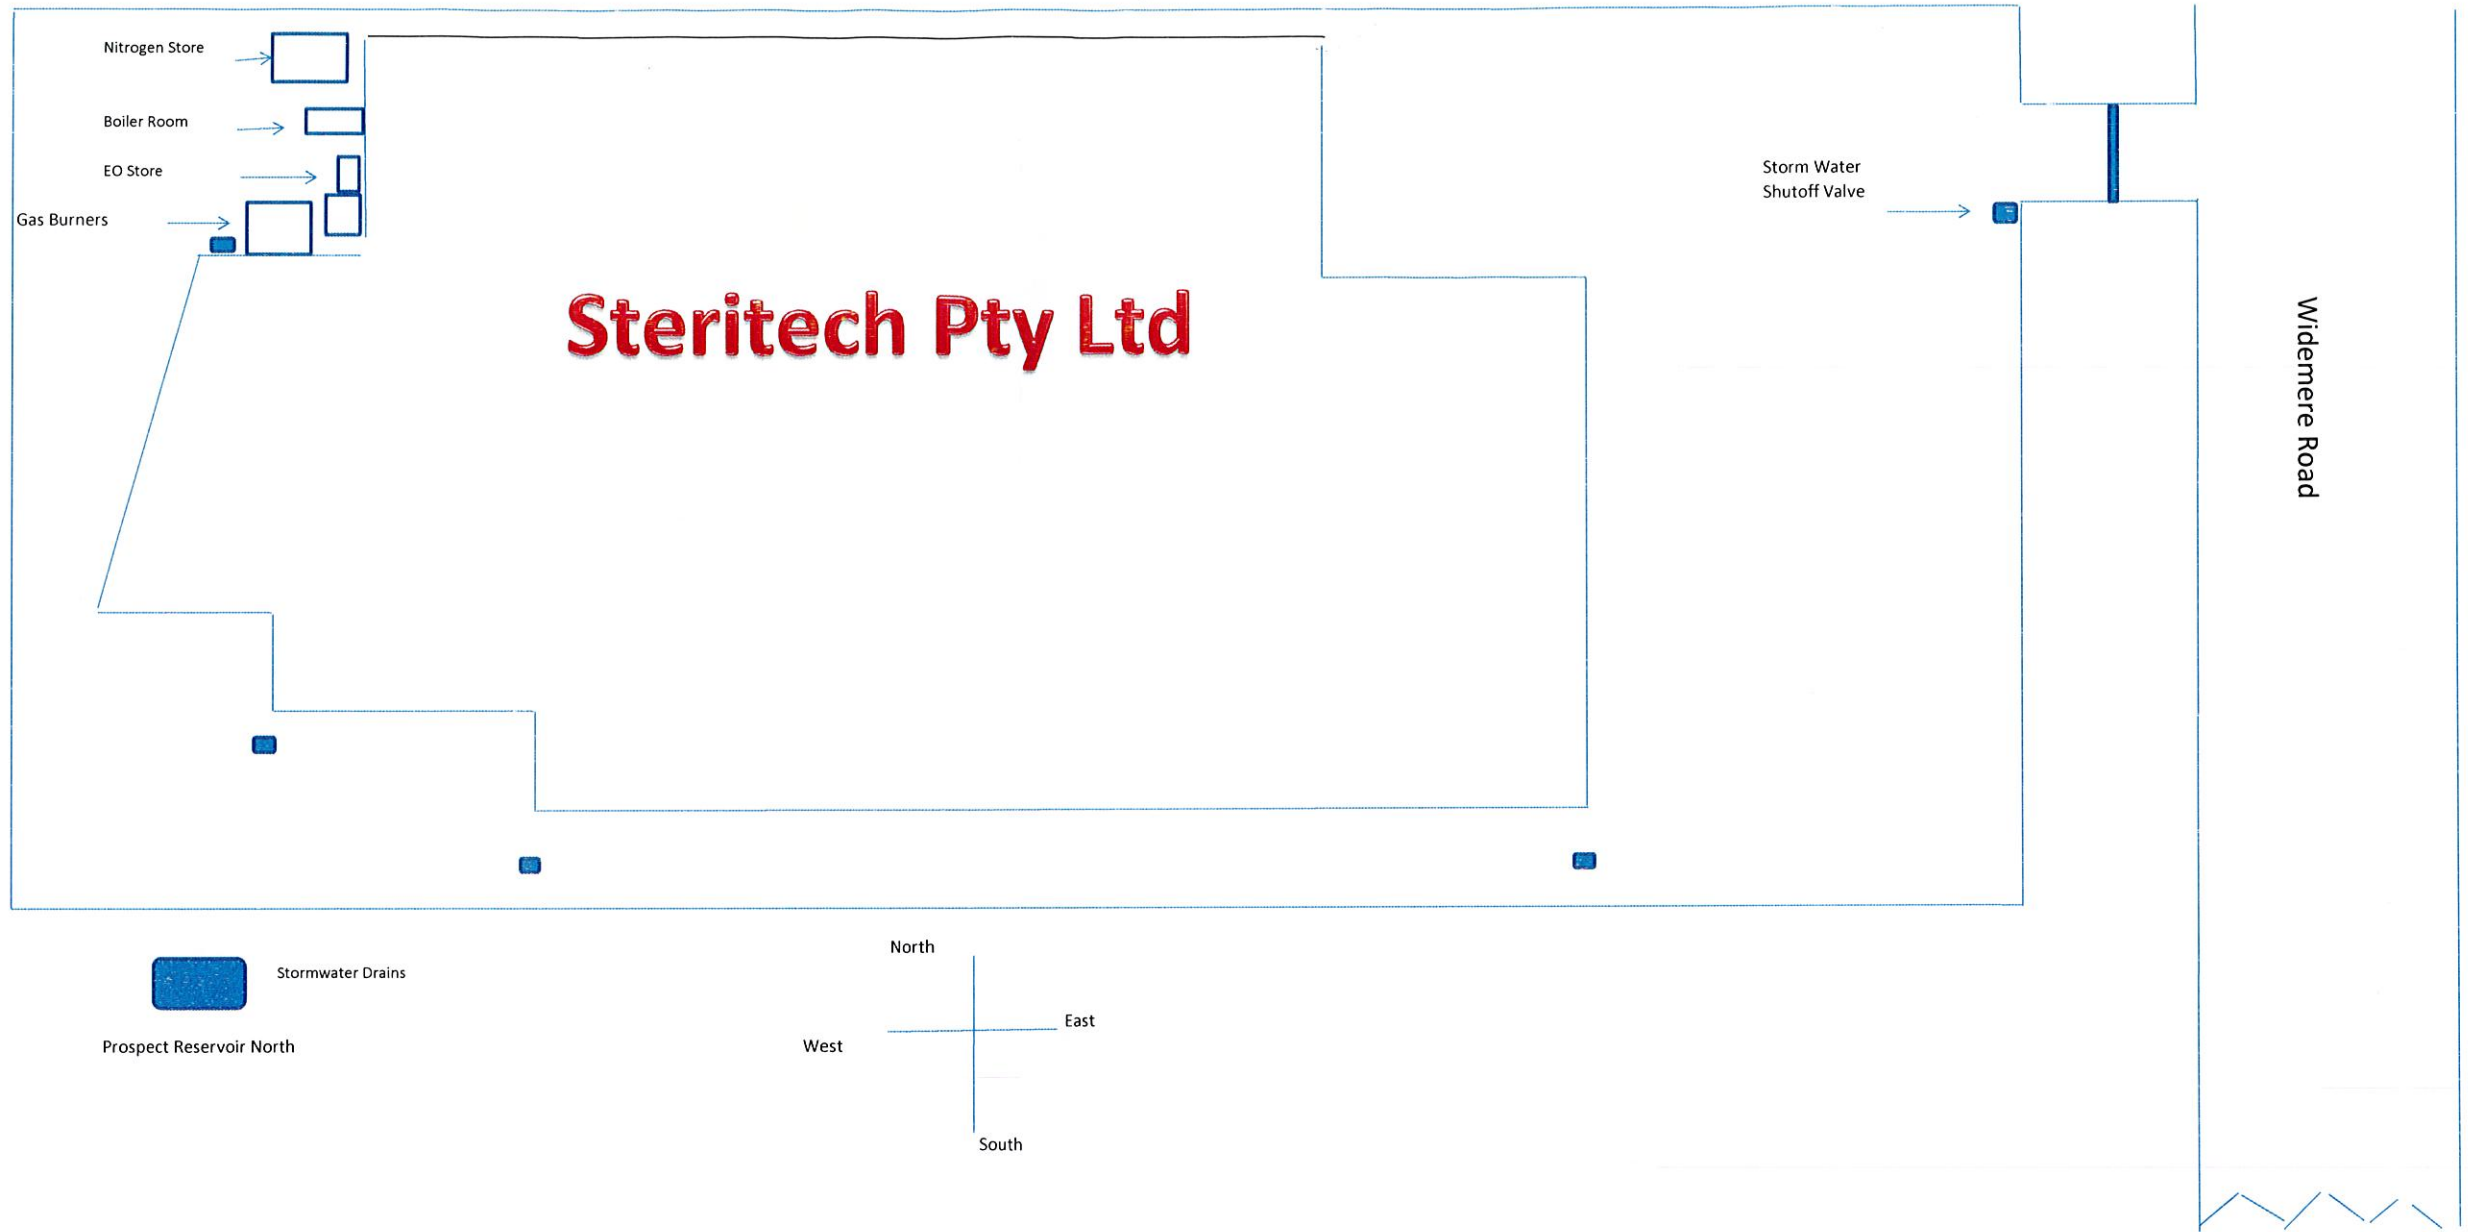 Nitrogen Store
Boiler Room
EO Store
Gas Burners
Storm Water
Shutoff Valve
Steritech Pty Ltd
Widemere Road
Stormwater Drains
Prospect Reservoir North
North
East
West
South